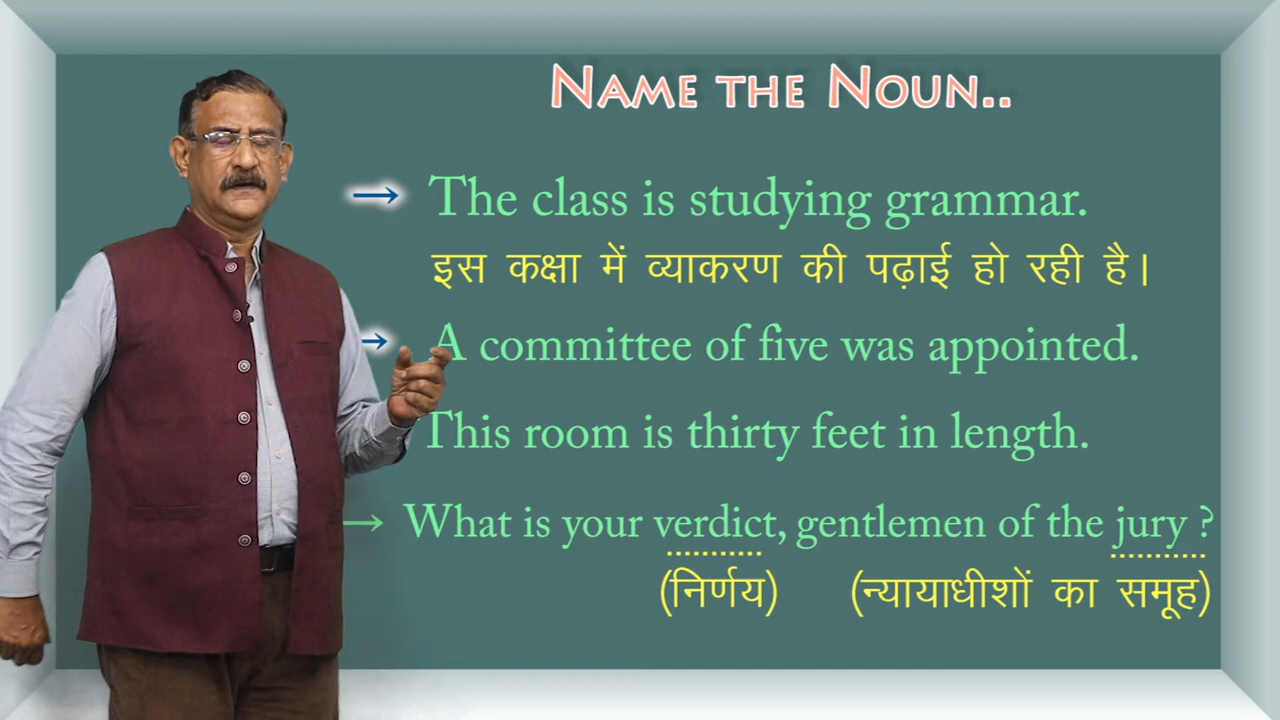 NAME THE NOUN..
→ The class is studying grammar.
इस कक्षा में व्याकरण की पढ़ाई हो रही है।
→ A committee of five was appointed.
This room is thirty feet in length.
→ What is your verdict, gentlemen of the jury ?
(निर्णय) (न्यायाधीशों का समूह)